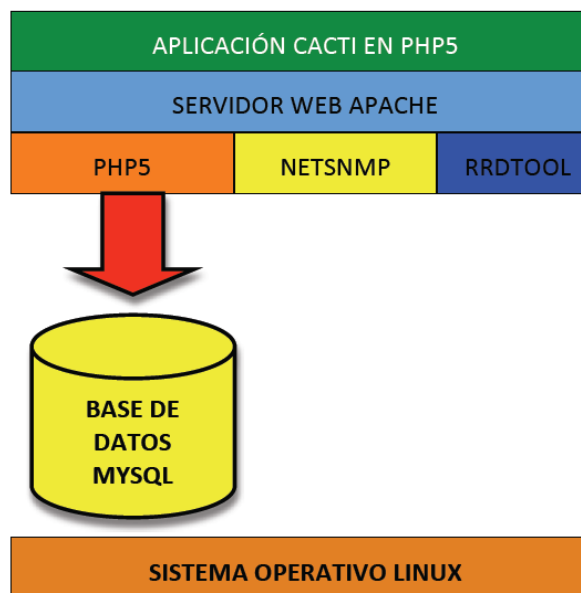 APLICACIÓN CACTI EN PHP5
SERVIDOR WEB APACHE
PHP5
NETSNMP
RRDTOOL
BASE DE
DATOS
MYSQL
SISTEMA OPERATIVO LINUX